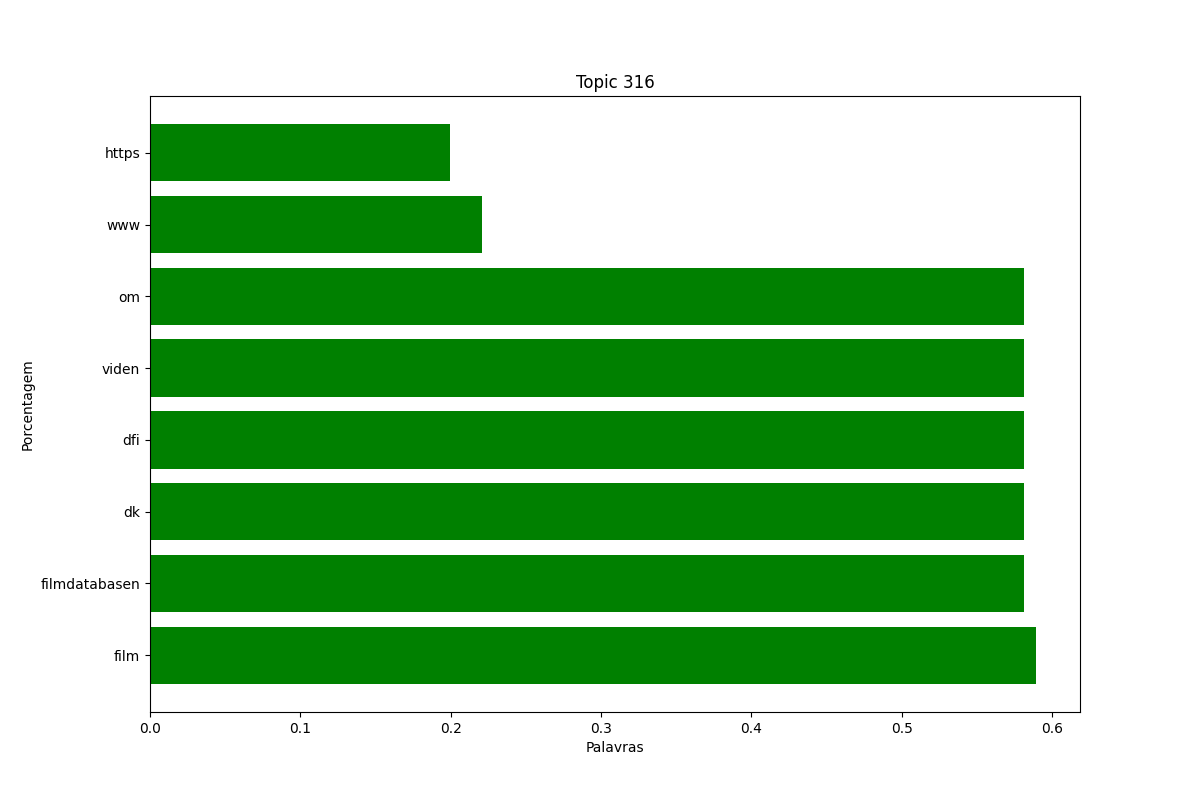 Topic 316
https
www
om
viden
dfi
dk
filmdatabasen
film
Porcentagem
0.0 0.1 0.2 0.3 0.4 0.5 0.6
Palavras